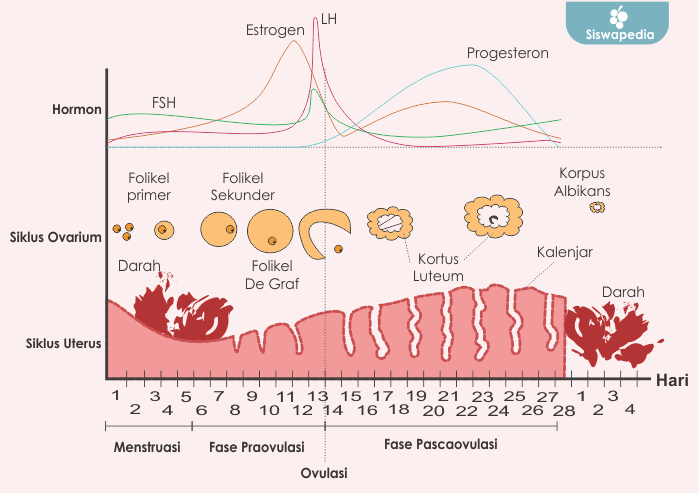 Siswapedia
Estrogen
LH
Progesteron
Hormon
FSH
Folikel
primer
Folikel
Sekunder
Korpus
Albikans
Siklus Ovarium
Darah
Folikel
De Graf
Kortus
Luteum
Kalenjar
Darah
Siklus Uterus
Hari
1 3 5 7 9 11 13 15 17 19 21 23 25 27 1 3
2 4 6 8 10 12 14 16 18 20 22 24 26 28 2 4
Menstruasi
Fase Praovulasi
Fase Pascaovulasi
Ovulasi